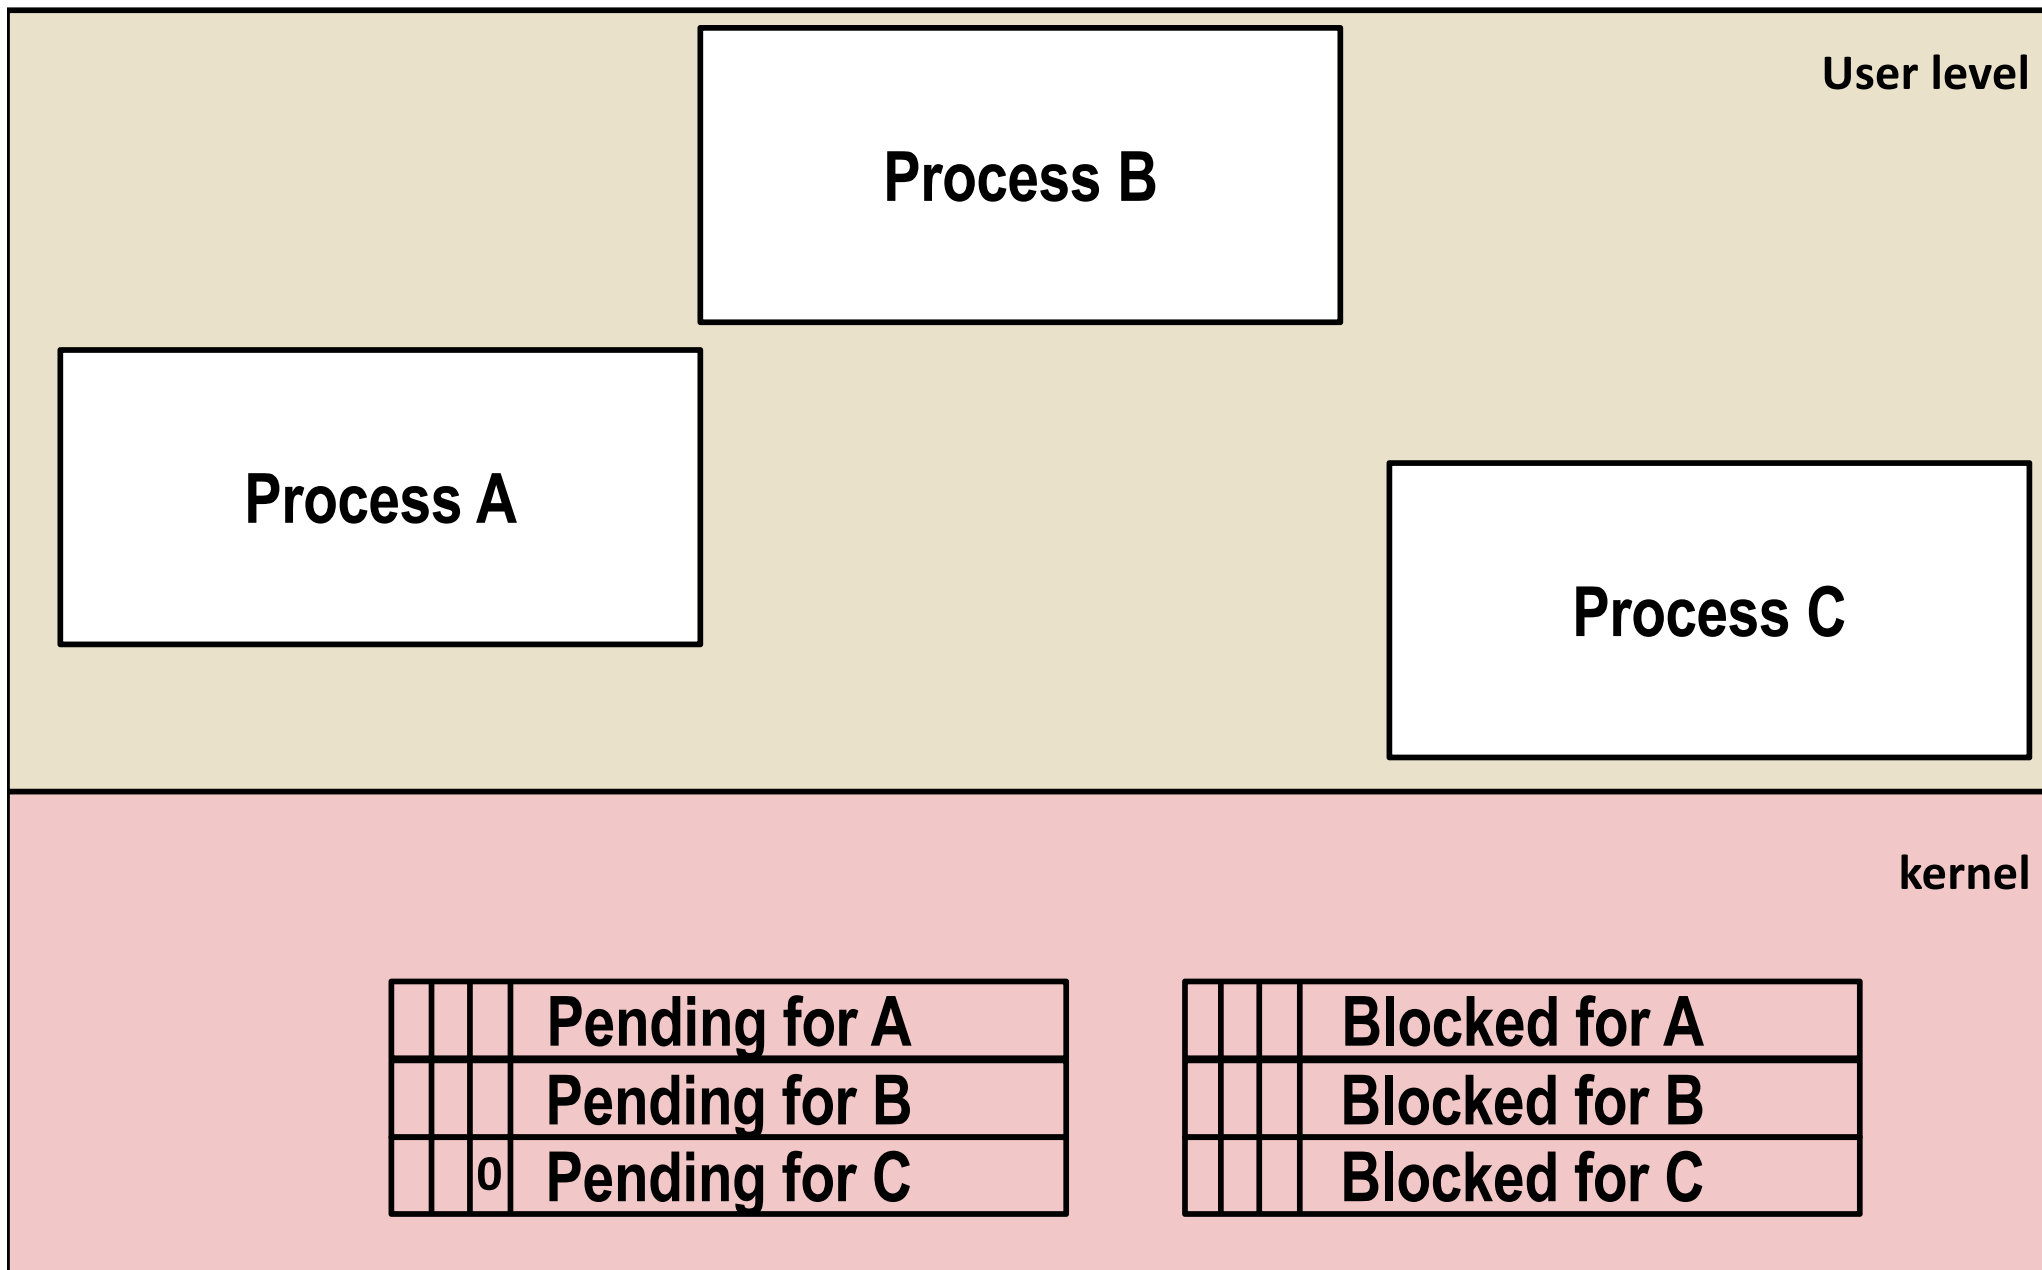 User level
Process B
Process A
Process C
kernel
Pending for A
Blocked for A
Pending for B
Blocked for B
0 Pending for C
Blocked for C